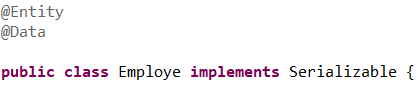 @Entity
@Data
public class Employe implements Serializable {